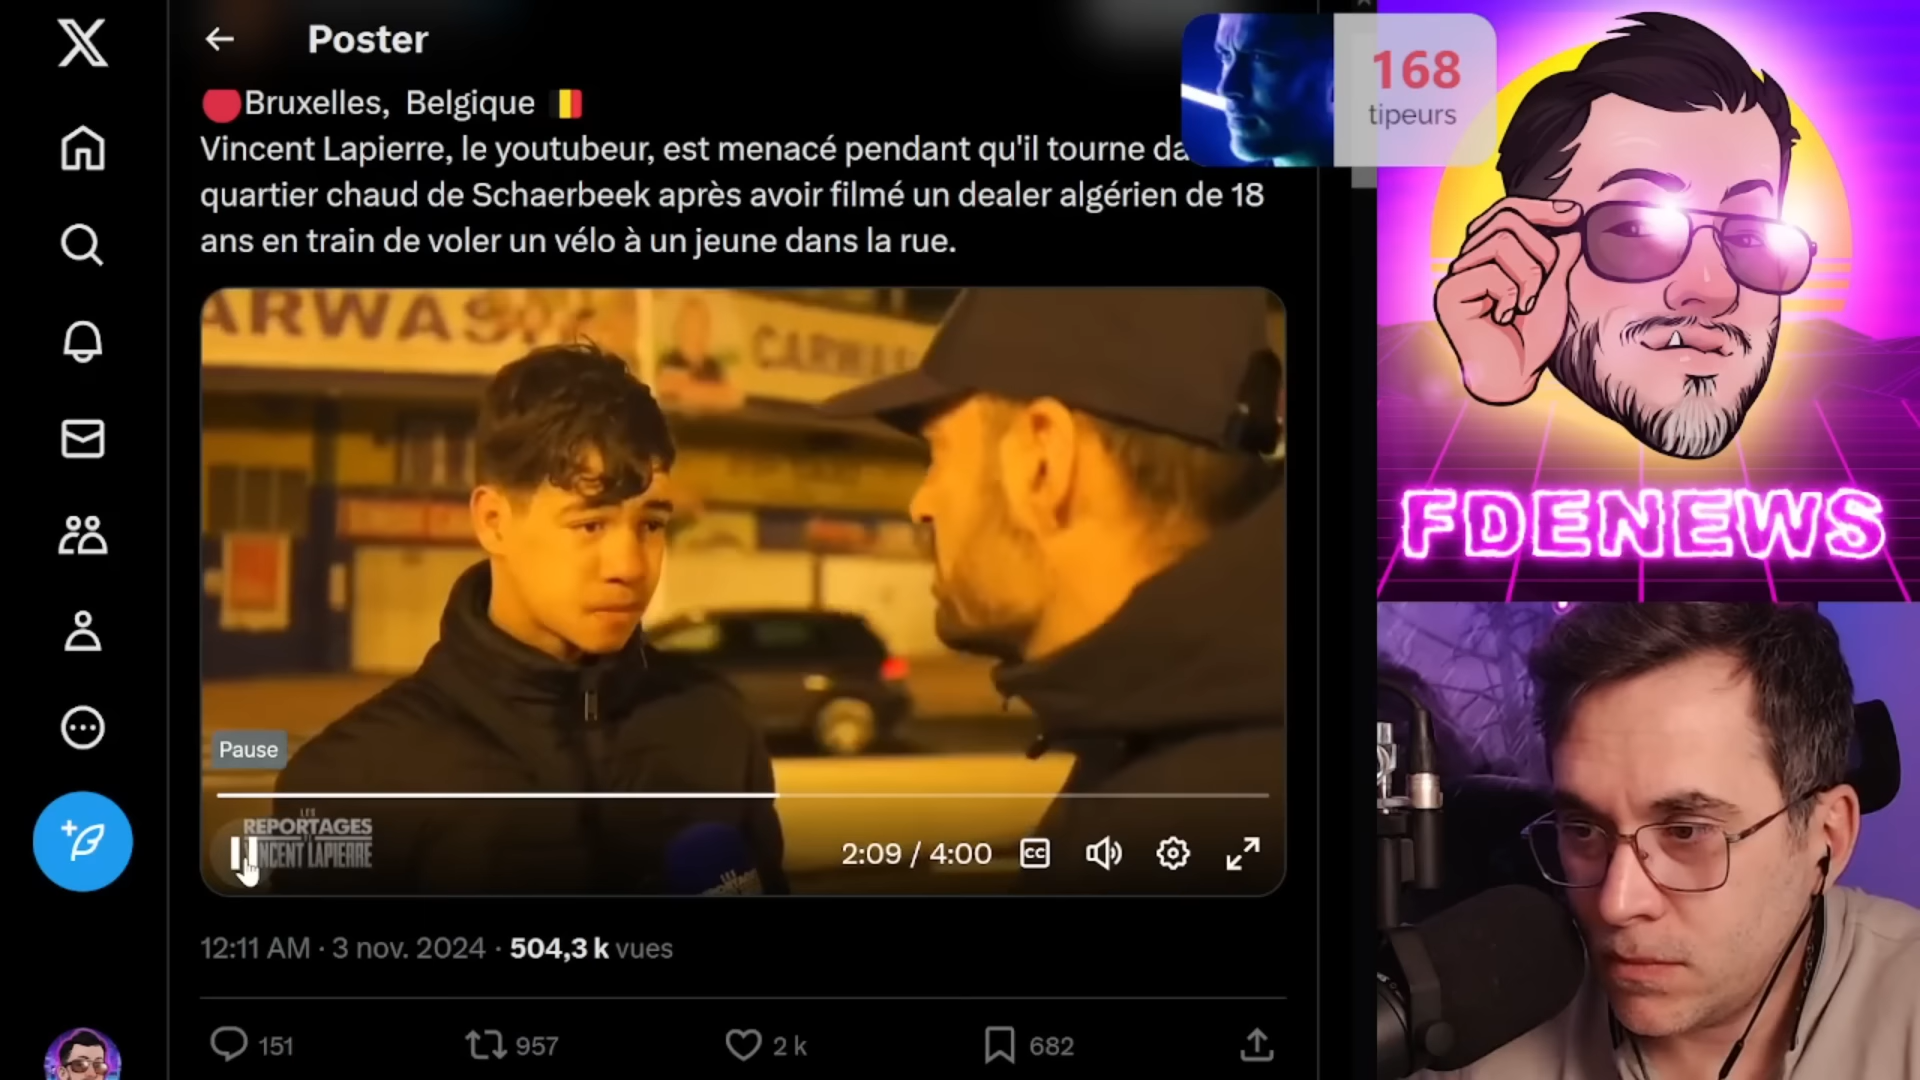 Poster
168
tipeurs
Bruxelles, Belgique
Vincent Lapierre, le youtubeur, est menacé pendant qu'il tourne
quartier chaud de Schaerbeek après avoir filmé un dealer algérien de 18
ans en train de voler un vélo à un jeune dans la rue.
CARWA
Pause
LES
REPORTAGES
VINCENT LAPIERRE
2:09 / 4:00
CC
FDENEWS
12:11 AM · 3 nov. 2024 · 504,3 k vues
151
957
2 k
682